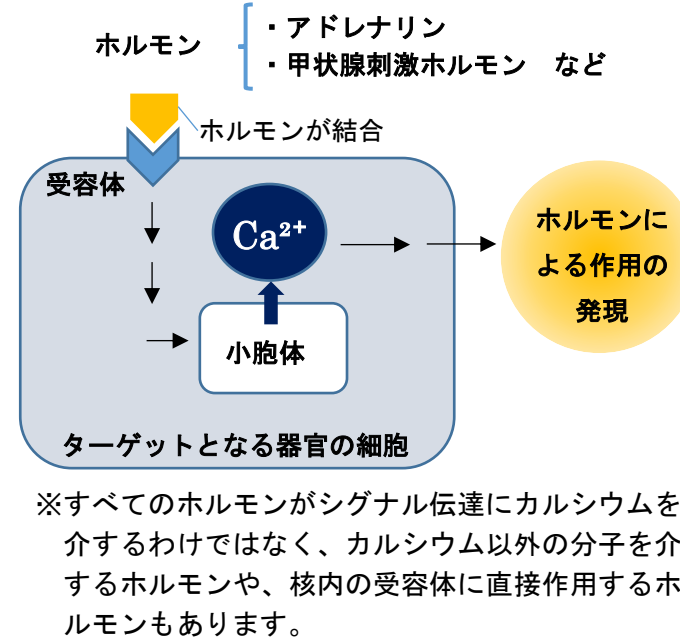 ホルモン
・アドレナリン
・甲状腺刺激ホルモン　など
ホルモンが結合
受容体
Ca²⁺
小胞体
ホルモンに
よる作用の
発現
ターゲットとなる器官の細胞
※すべてのホルモンがシグナル伝達にカルシウムを
介するわけではなく、カルシウム以外の分子を介
するホルモンや、核内の受容体に直接作用するホ
ルモンもあります。